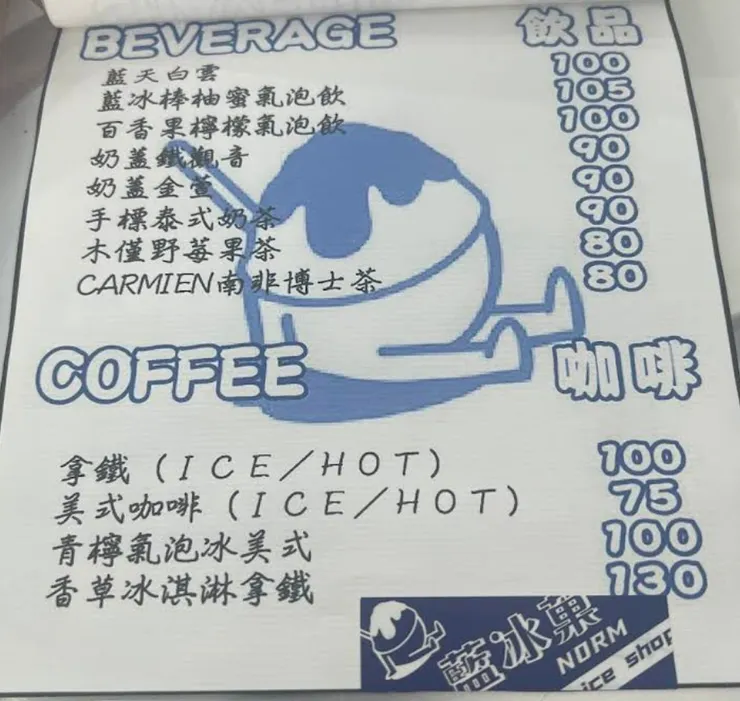 BEVERAGE 飲品
藍天白雲 100
藍冰棒柚蜜氣泡飲 105
百香果檸檬氣泡飲 100
奶蓋鐵觀音 90
奶蓋金萱 90
手標泰式奶茶 90
木僅野莓果茶 80
CARMIEN南非博士茶 80
COFFEE 咖啡
拿鐵（ICE／HOT） 100
美式咖啡（ICE／HOT） 75
青檸氣泡冰美式 100
香草冰淇淋拿鐵 130
藍冰菓
NORM
ice shop